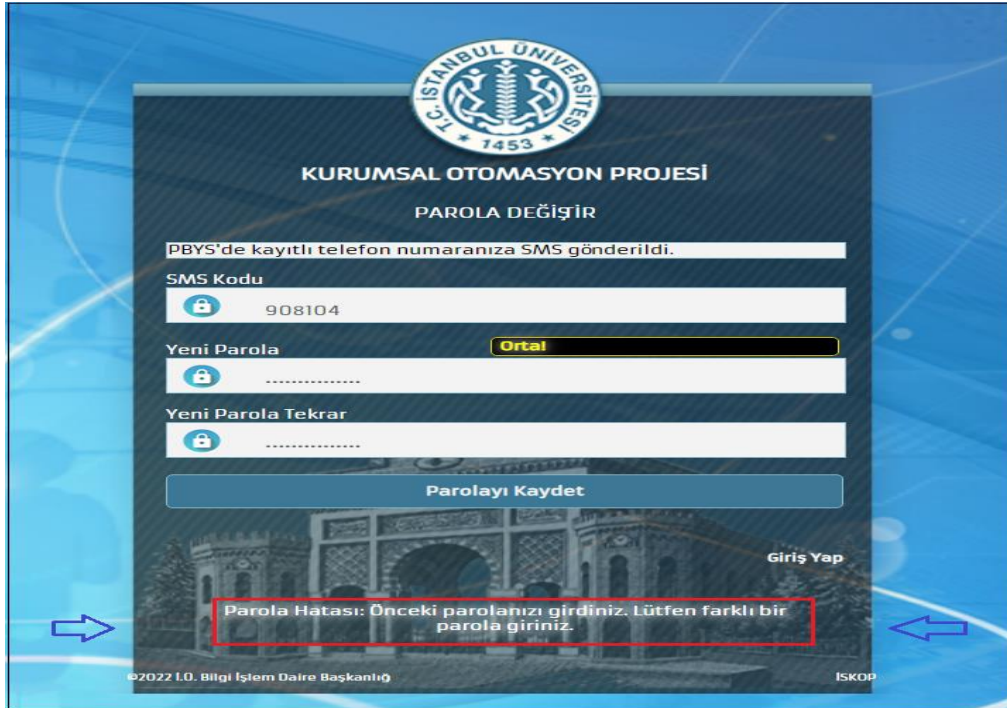 T.C. İSTANBUL ÜNİVERSİTESİ
* 1453 *
KURUMSAL OTOMASYON PROJESİ
PAROLA DEĞİŞTİR
PBYS'de kayıtlı telefon numaranıza SMS gönderildi.
SMS Kodu
908104
Yeni Parola
Orta!
...............
Yeni Parola Tekrar
...............
Parolayı Kaydet
Giriş Yap
Parola Hatası: Önceki parolanızı girdiniz. Lütfen farklı bir
parola giriniz.
©2022 İ.Ü. Bilgi İşlem Daire Başkanlığ
İSKOP